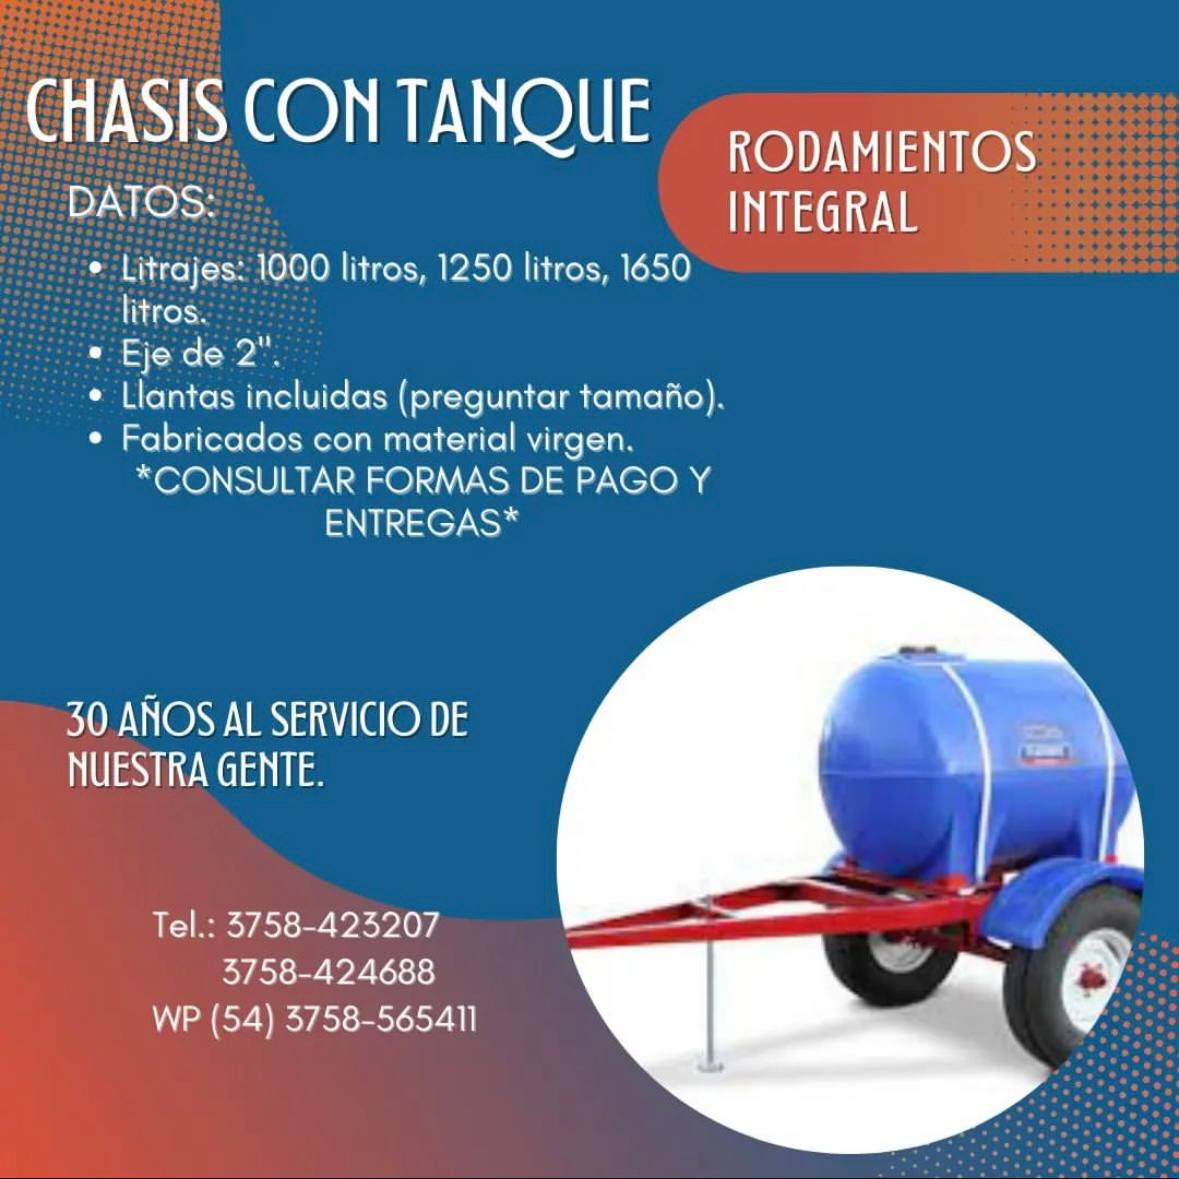 CHASIS CON TANQUE
RODAMIENTOS
INTEGRAL
DATOS:
• Litrajes: 1000 litros, 1250 litros, 1650
litros.
• Eje de 2".
• Llantas incluidas (preguntar tamaño).
• Fabricados con material virgen.
*CONSULTAR FORMAS DE PAGO Y
ENTREGAS*
30 AÑOS AL SERVICIO DE
NUESTRA GENTE.
Tel.: 3758-423207
3758-424688
WP (54) 3758-565411